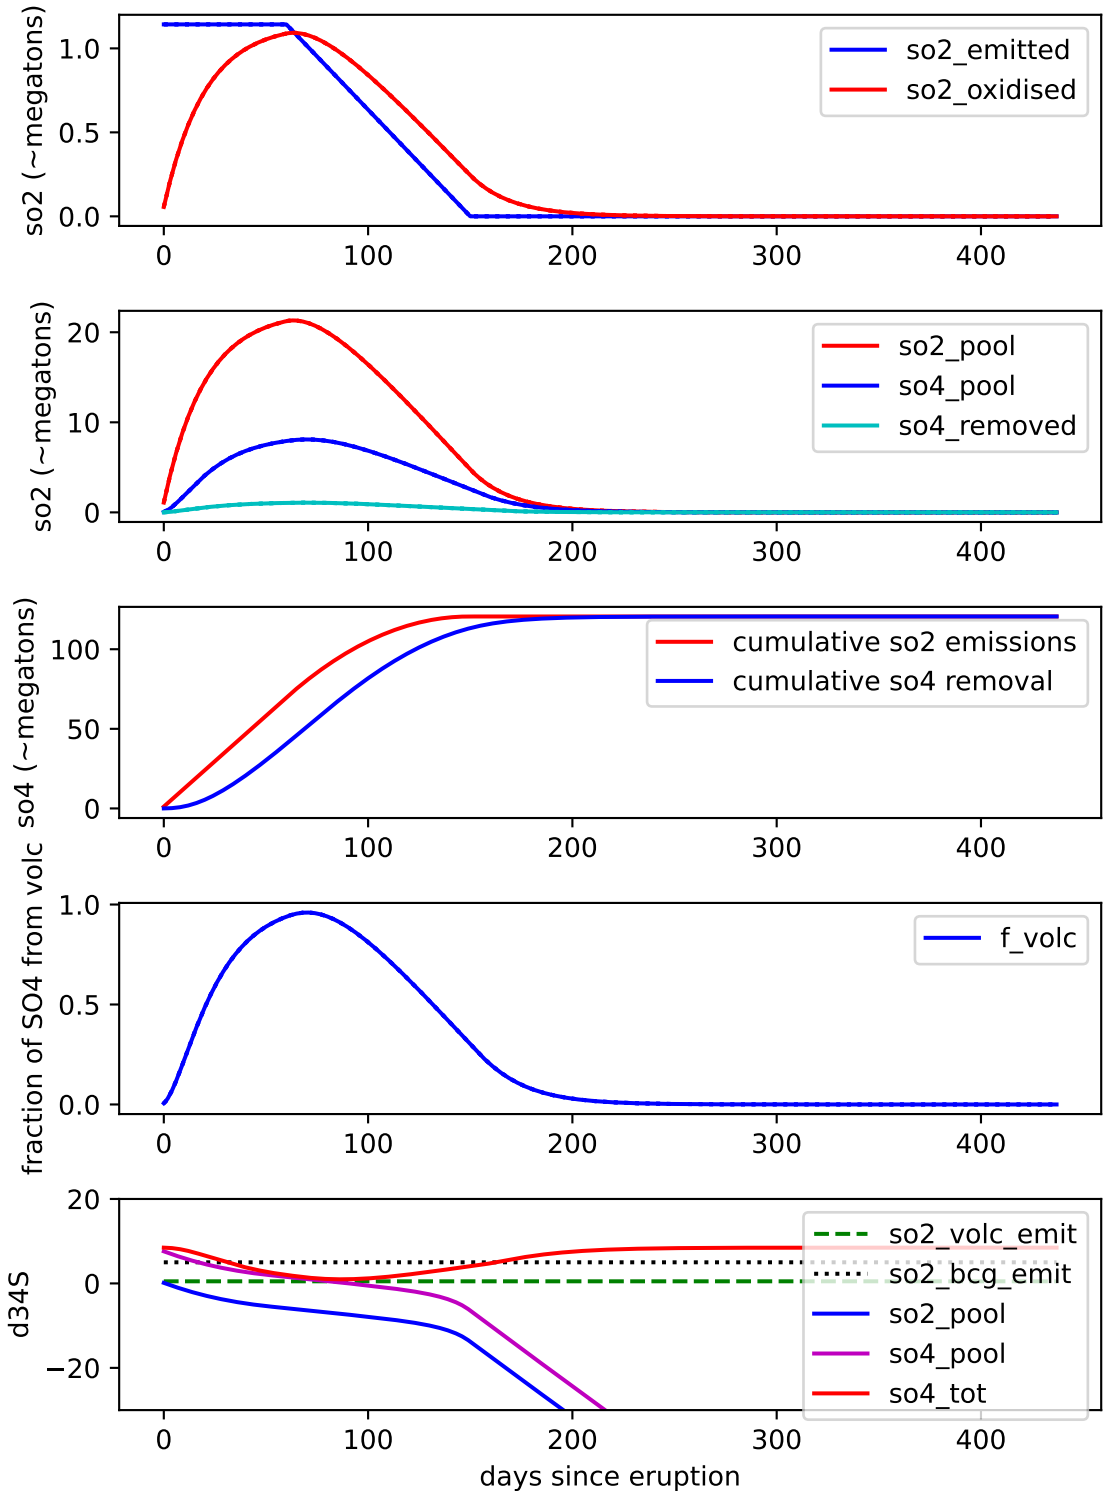 so2 (~megatons)
1.0
0.5
0.0
so2_emitted
so2_oxidised
0 100 200 300 400
so2 (~megatons)
20
10
0
so2_pool
so4_pool
so4_removed
0 100 200 300 400
so4 (~megatons)
100
50
0
cumulative so2 emissions
cumulative so4 removal
0 100 200 300 400
fraction of SO4 from volc
1.0
0.5
0.0
f_volc
0 100 200 300 400
d34S
20
0
−20
so2_volc_emit
so2_bcg_emit
so2_pool
so4_pool
so4_tot
0 100 200 300 400
days since eruption